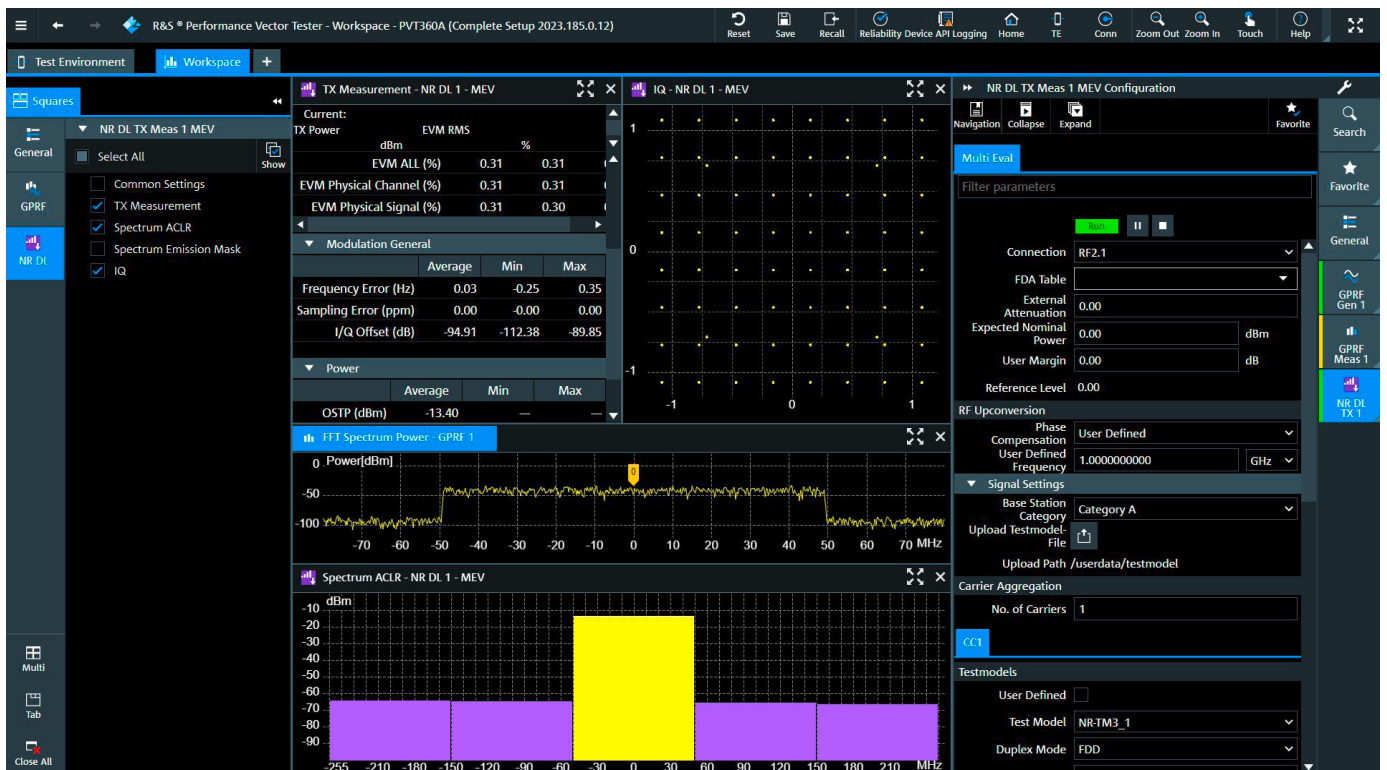 R&S ® Performance Vector Tester - Workspace - PVT360A (Complete Setup 2023.185.0.12)
Reset Save Recall Reliability Device API Logging Home TE Conn Zoom Out Zoom In Touch Help
Test Environment Workspace +
Squares
General
GPRF
NR DL
Multi
Tab
Close All
NR DL TX Meas 1 MEV
Select All
Show
Common Settings
TX Measurement
Spectrum ACLR
Spectrum Emission Mask
IQ
TX Measurement - NR DL 1 - MEV
Current:
TX Power EVM RMS
dBm %
EVM ALL (%) 0.31 0.31
EVM Physical Channel (%) 0.31 0.31
EVM Physical Signal (%) 0.31 0.30
Modulation General
Average Min Max
Frequency Error (Hz) 0.03 -0.25 0.35
Sampling Error (ppm) 0.00 -0.00 0.00
I/Q Offset (dB) -94.91 -112.38 -89.85
Power
Average Min Max
OSTP (dBm) -13.40 --- ---
IQ - NR DL 1 - MEV
1
0
-1
-1 0 1
FFT Spectrum Power - GPRF 1
0 Power[dBm]
0
-50
-100
-70 -60 -50 -40 -30 -20 -10 0 10 20 30 40 50 60 70 MHz
Spectrum ACLR - NR DL 1 - MEV
dBm
-10
-20
-30
-40
-50
-60
-70
-80
-90
-255 -210 -180 -150 -120 -90 -60 -30 0 30 60 90 120 150 180 210 MHz
NR DL TX Meas 1 MEV Configuration
Navigation Collapse Expand Favorite
Multi Eval
Filter parameters
Run
Connection RF2.1
FDA Table
External Attenuation 0.00
Expected Nominal Power 0.00 dBm
User Margin 0.00 dB
Reference Level 0.00
RF Upconversion
Phase Compensation User Defined
User Defined Frequency 1.0000000000 GHz
Signal Settings
Base Station Category Category A
Upload Testmodel-File
Upload Path /userdata/testmodel
Carrier Aggregation
No. of Carriers 1
CC1
Testmodels
User Defined
Test Model NR-TM3_1
Duplex Mode FDD
Search
Favorite
General
GPRF Gen 1
GPRF Meas 1
NR DL TX 1